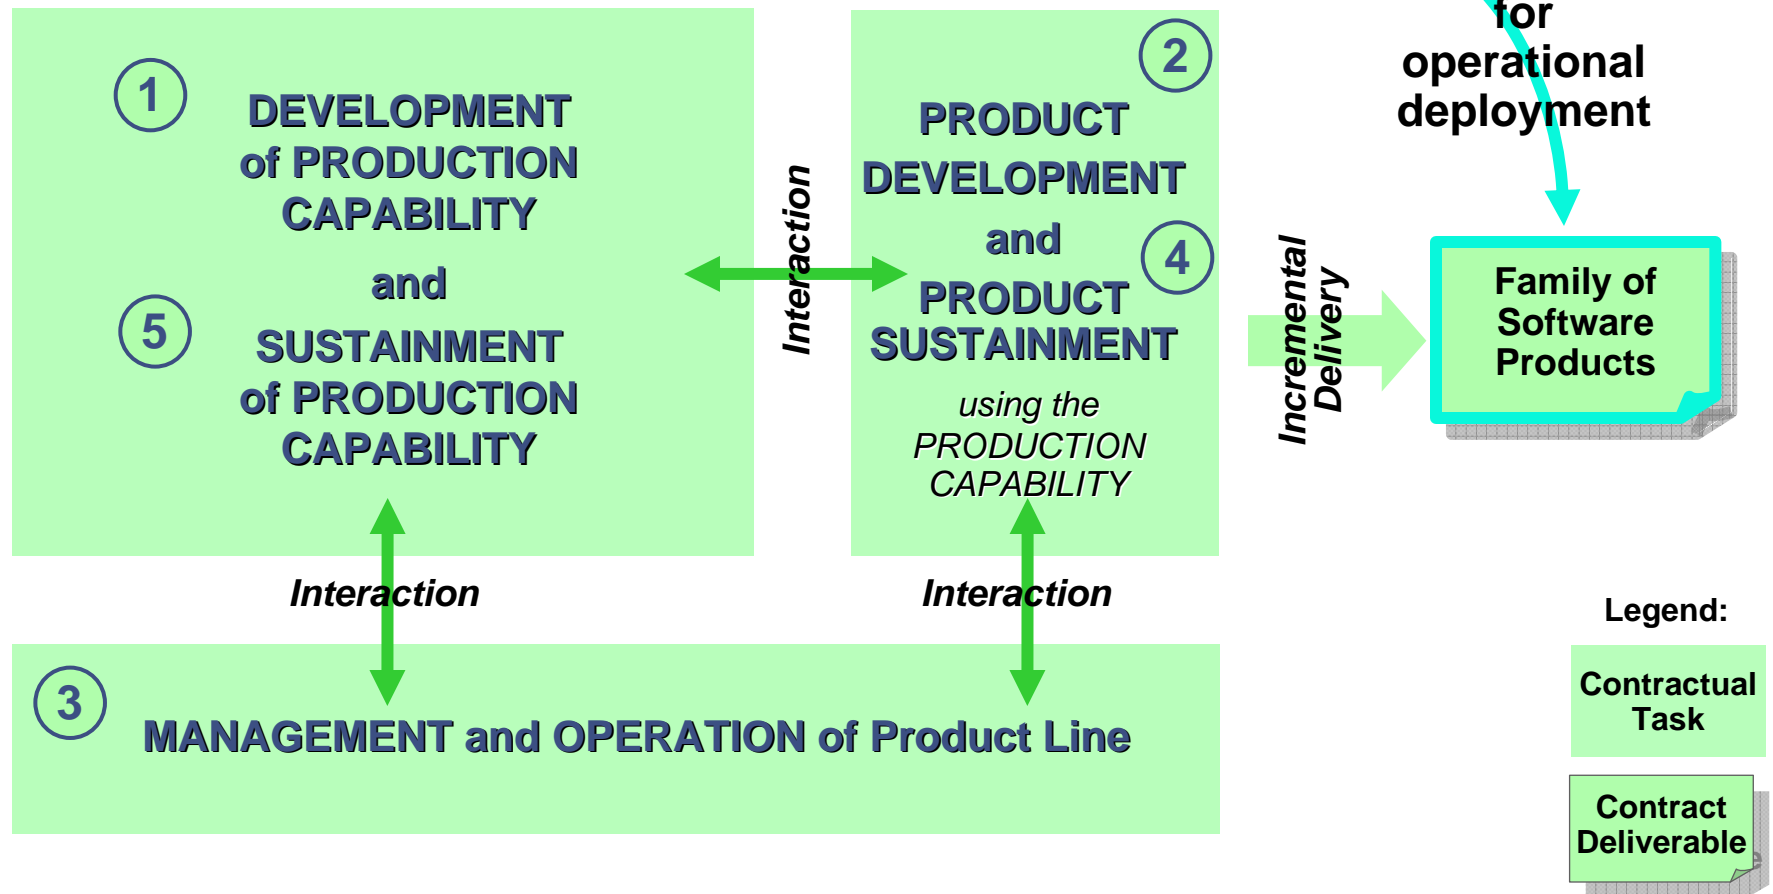 1
DEVELOPMENT
of PRODUCTION
CAPABILITY
and
5
SUSTAINMENT
of PRODUCTION
CAPABILITY
Interaction
2
PRODUCT
DEVELOPMENT
and
4
PRODUCT
SUSTAINMENT
using the
PRODUCTION
CAPABILITY
Incremental
Delivery
for
operational
deployment
Family of
Software
Products
Interaction
Interaction
3
MANAGEMENT and OPERATION of Product Line
Legend:
Contractual
Task
Contract
Deliverable